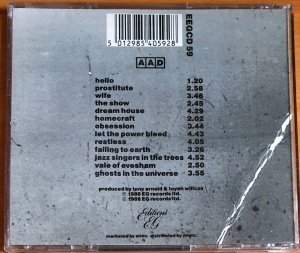 5 012985 405928
EEGCD 59
AAD
hello 1.20
prostitute 2.58
wife 3.46
the show 2.45
dream house 4.29
homecraft 2.02
obsession 3.44
let the power bleed 4.43
restless 4.05
falling to earth 3.26
jazz singers in the trees 4.52
vale of evesham 2.50
ghosts in the universe 3.55
produced by tony arnold & toyah willcox
℗ 1988 EG records ltd.
© 1988 EG records ltd.
Editions
EG
marketed by siren, distributed by virgin.